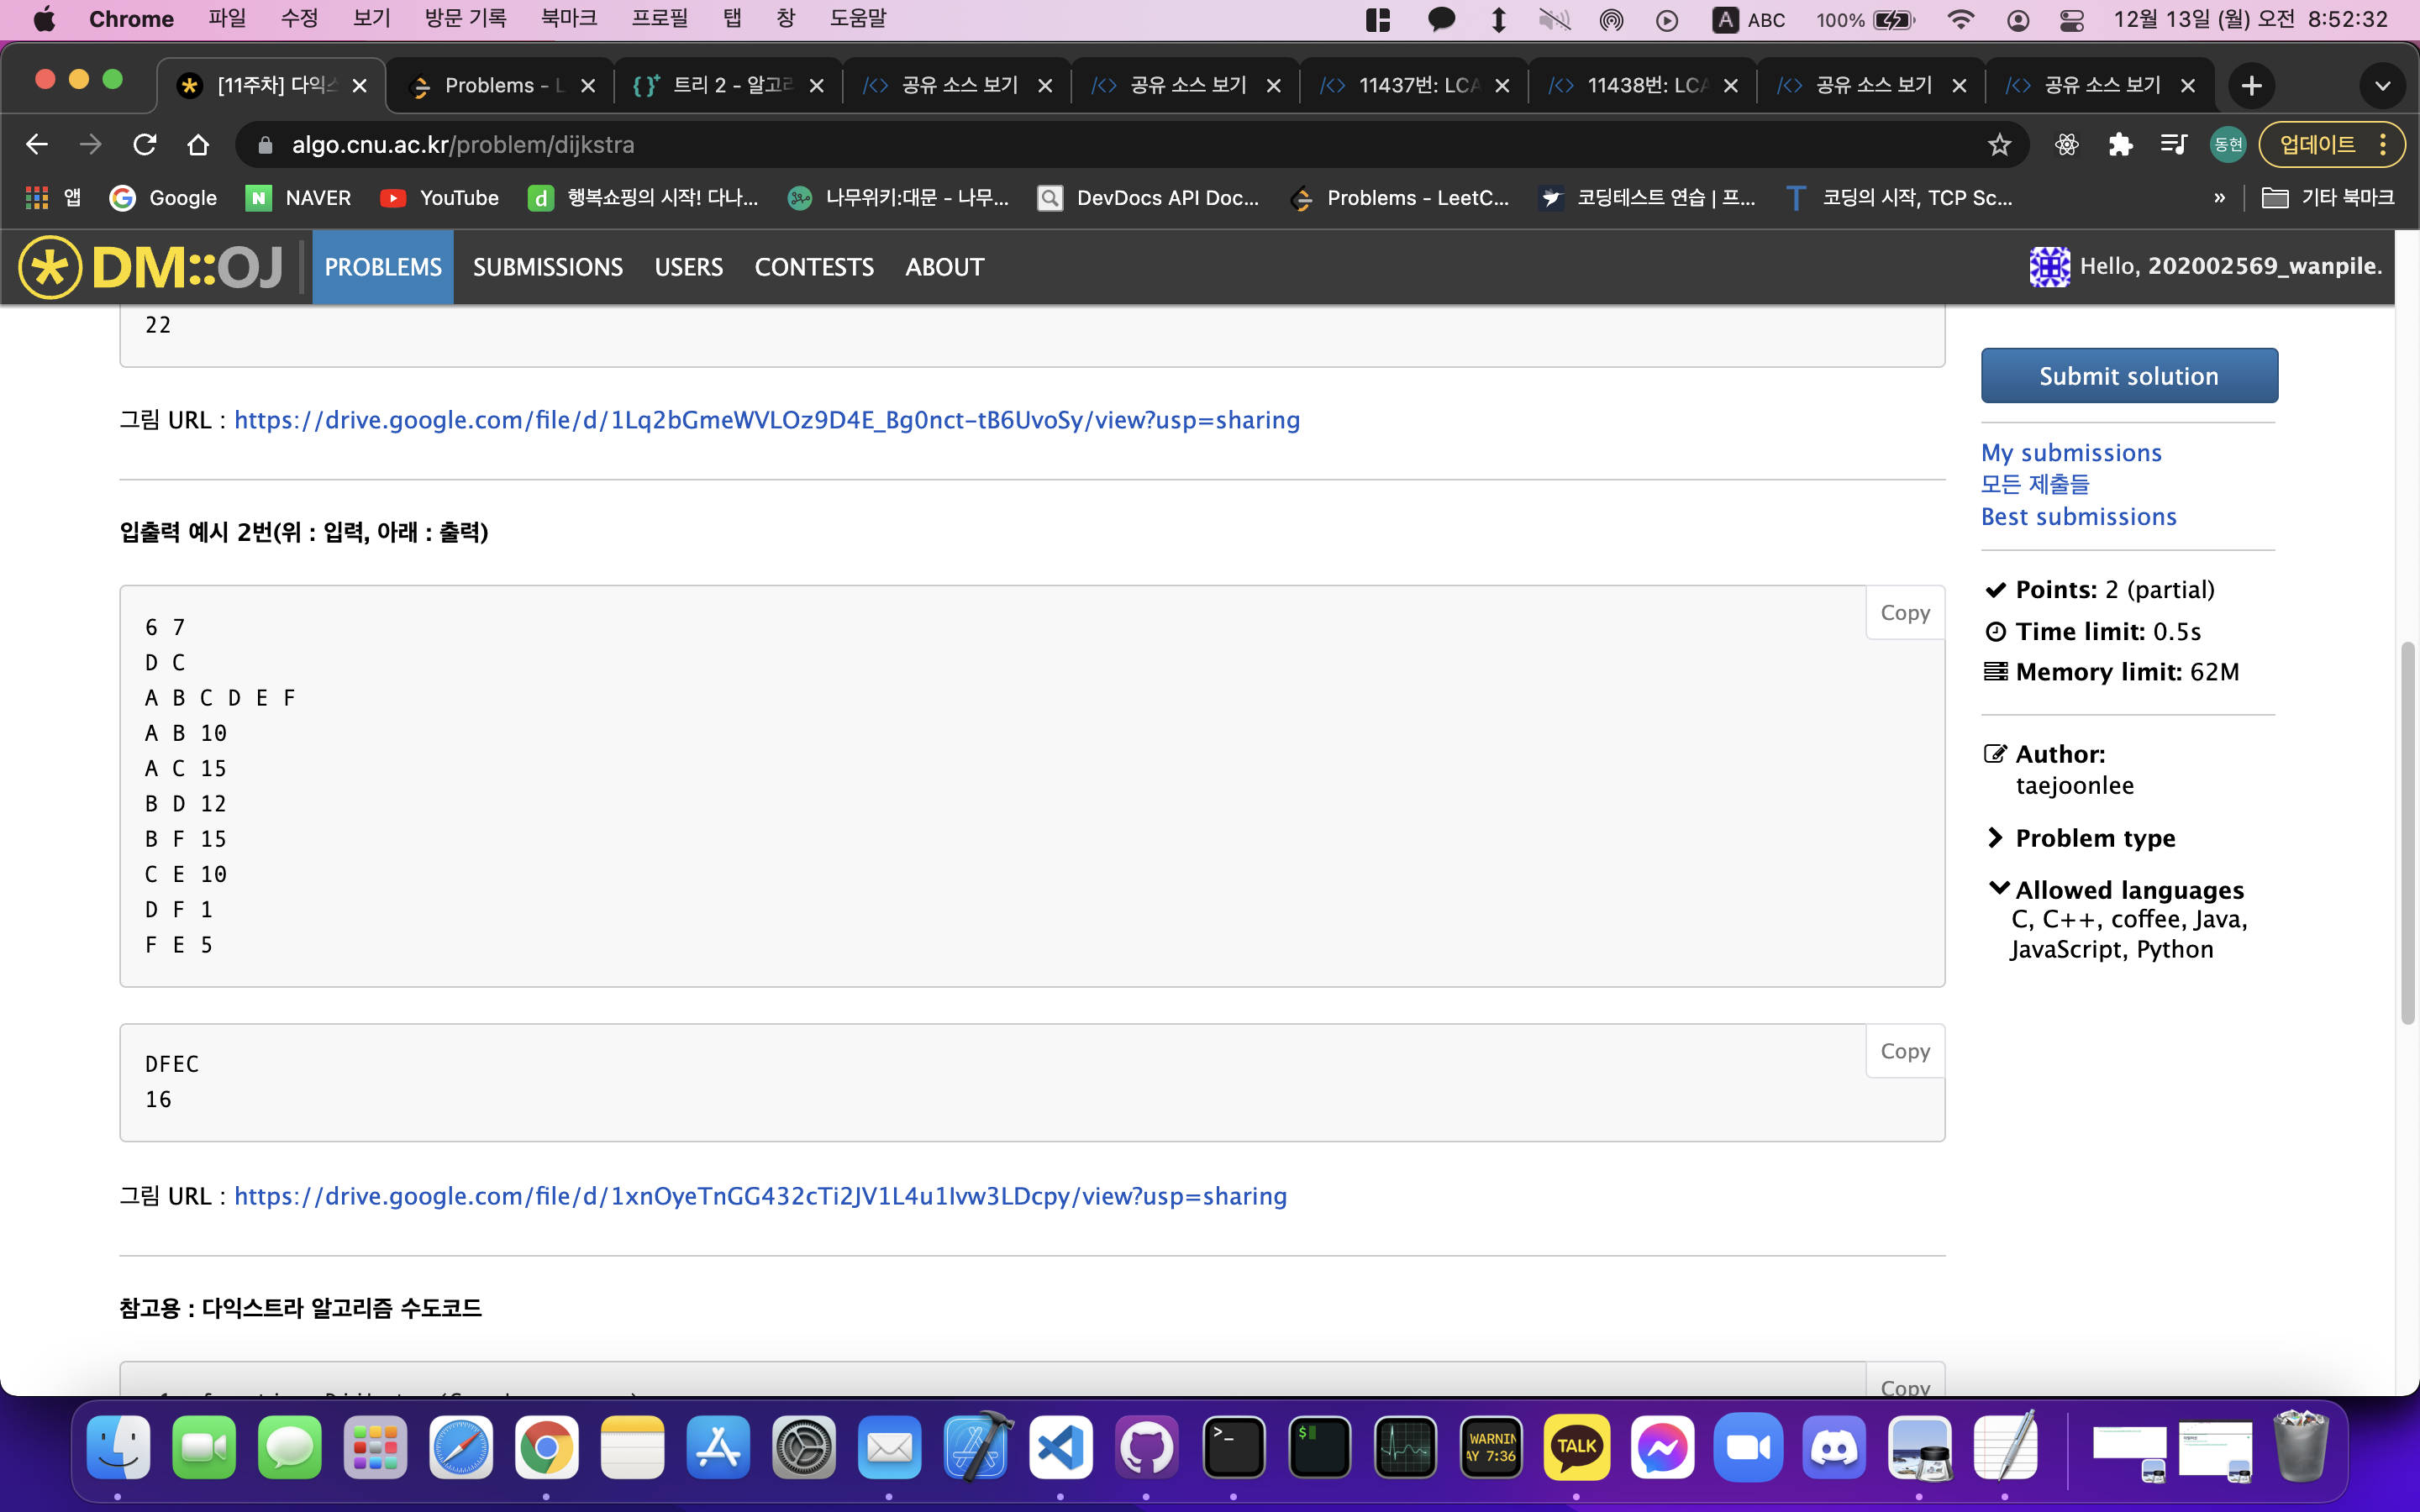 Chrome 파일 수정 보기 방문 기록 북마크 프로필 탭 창 도움말 A ABC 100% 12월 13일 (월) 오전 8:52:32
[11주차] 다익 Problems - L 트리 2 - 알고 공유 소스 보기 공유 소스 보기 11437번: LCA 11438번: LCA 공유 소스 보기 공유 소스 보기
algo.cnu.ac.kr/problem/dijkstra 동현 업데이트
앱 Google NAVER YouTube 행복쇼핑의 시작! 다나... 나무위키:대문 - 나무... DevDocs API Doc... Problems - LeetC... 코딩테스트 연습 | 프... 코딩의 시작, TCP Sc... » 기타 북마크
DM::OJ PROBLEMS SUBMISSIONS USERS CONTESTS ABOUT Hello, 202002569_wanpile.
22
그림 URL : https://drive.google.com/file/d/1Lq2bGmeWVLOz9D4E_Bg0nct-tB6UvoSy/view?usp=sharing
입출력 예시 2번(위 : 입력, 아래 : 출력)
Copy
6 7
D C
A B C D E F
A B 10
A C 15
B D 12
B F 15
C E 10
D F 1
F E 5
Copy
DFEC
16
그림 URL : https://drive.google.com/file/d/1xnOyeTnGG432cTi2JV1L4u1Ivw3LDcpy/view?usp=sharing
참고용 : 다익스트라 알고리즘 수도코드
Copy
Submit solution
My submissions
모든 제출들
Best submissions
Points: 2 (partial)
Time limit: 0.5s
Memory limit: 62M
Author:
taejoonlee
Problem type
Allowed languages
C, C++, coffee, Java,
JavaScript, Python
WARNIN
AY 7:36
TALK